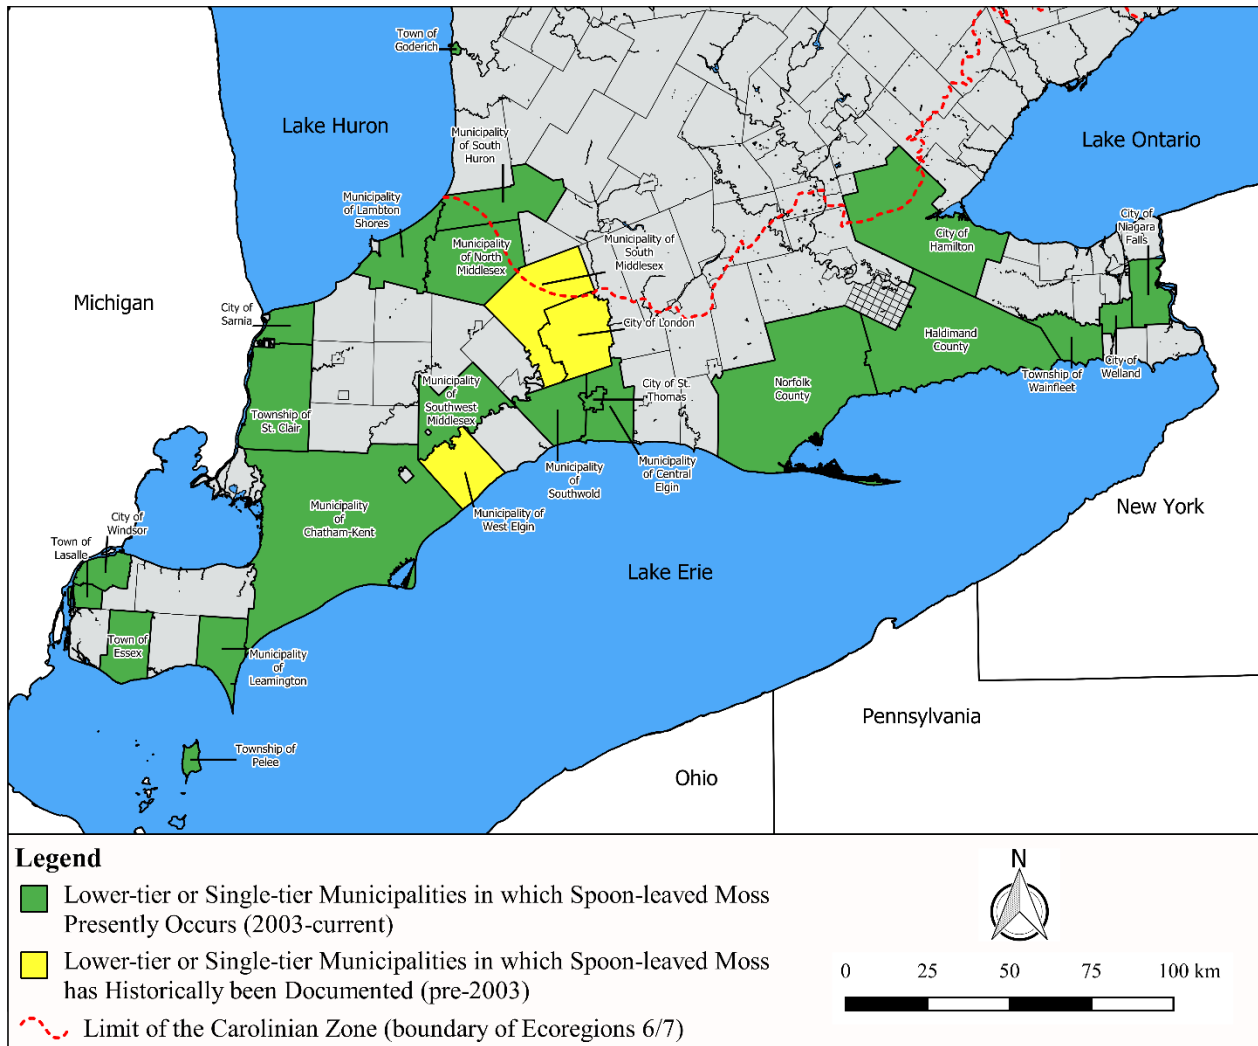 Town of
Goderich
Lake Huron
Municipality
of South
Huron
Lake Ontario
Municipality
of Lambton
Shores
City of
Niagara
Falls
City of
Hamilton
Municipality
of North
Middlesex
Municipality of
South
Middlesex
Michigan
City of
Sarnia
City of London
Haldimand
County
City of
Welland
Township of
Wainfleet
Municipality
of
Southwest
Middlesex
City of St.
Thomas
Norfolk
County
Township of
St. Clair
Municipality
of
Southwold
Municipality
of Central
Elgin
Municipality
of
Chatham-Kent
Municipality of
West Elgin
New York
City of
Windsor
Town of
Lasalle
Lake Erie
Town of
Essex
Municipality
of
Leamington
Pennsylvania
Township of
Pelee
Ohio
Legend
Lower-tier or Single-tier Municipalities in which Spoon-leaved Moss
Presently Occurs (2003-current)
Lower-tier or Single-tier Municipalities in which Spoon-leaved Moss
has Historically been Documented (pre-2003)
Limit of the Carolinian Zone (boundary of Ecoregions 6/7)
N
0 25 50 75 100 km